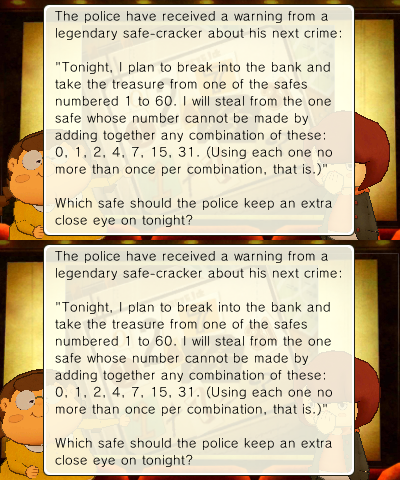 The police have received a warning from a
legendary safe-cracker about his next crime:
"Tonight, I plan to break into the bank and
take the treasure from one of the safes
numbered 1 to 60. I will steal from the one
safe whose number cannot be made by
adding together any combination of these:
0, 1, 2, 4, 7, 15, 31. (Using each one no
more than once per combination, that is.)"
Which safe should the police keep an extra
close eye on tonight?
The police have received a warning from a
legendary safe-cracker about his next crime:
"Tonight, I plan to break into the bank and
take the treasure from one of the safes
numbered 1 to 60. I will steal from the one
safe whose number cannot be made by
adding together any combination of these:
0, 1, 2, 4, 7, 15, 31. (Using each one no
more than once per combination, that is.)"
Which safe should the police keep an extra
close eye on tonight?